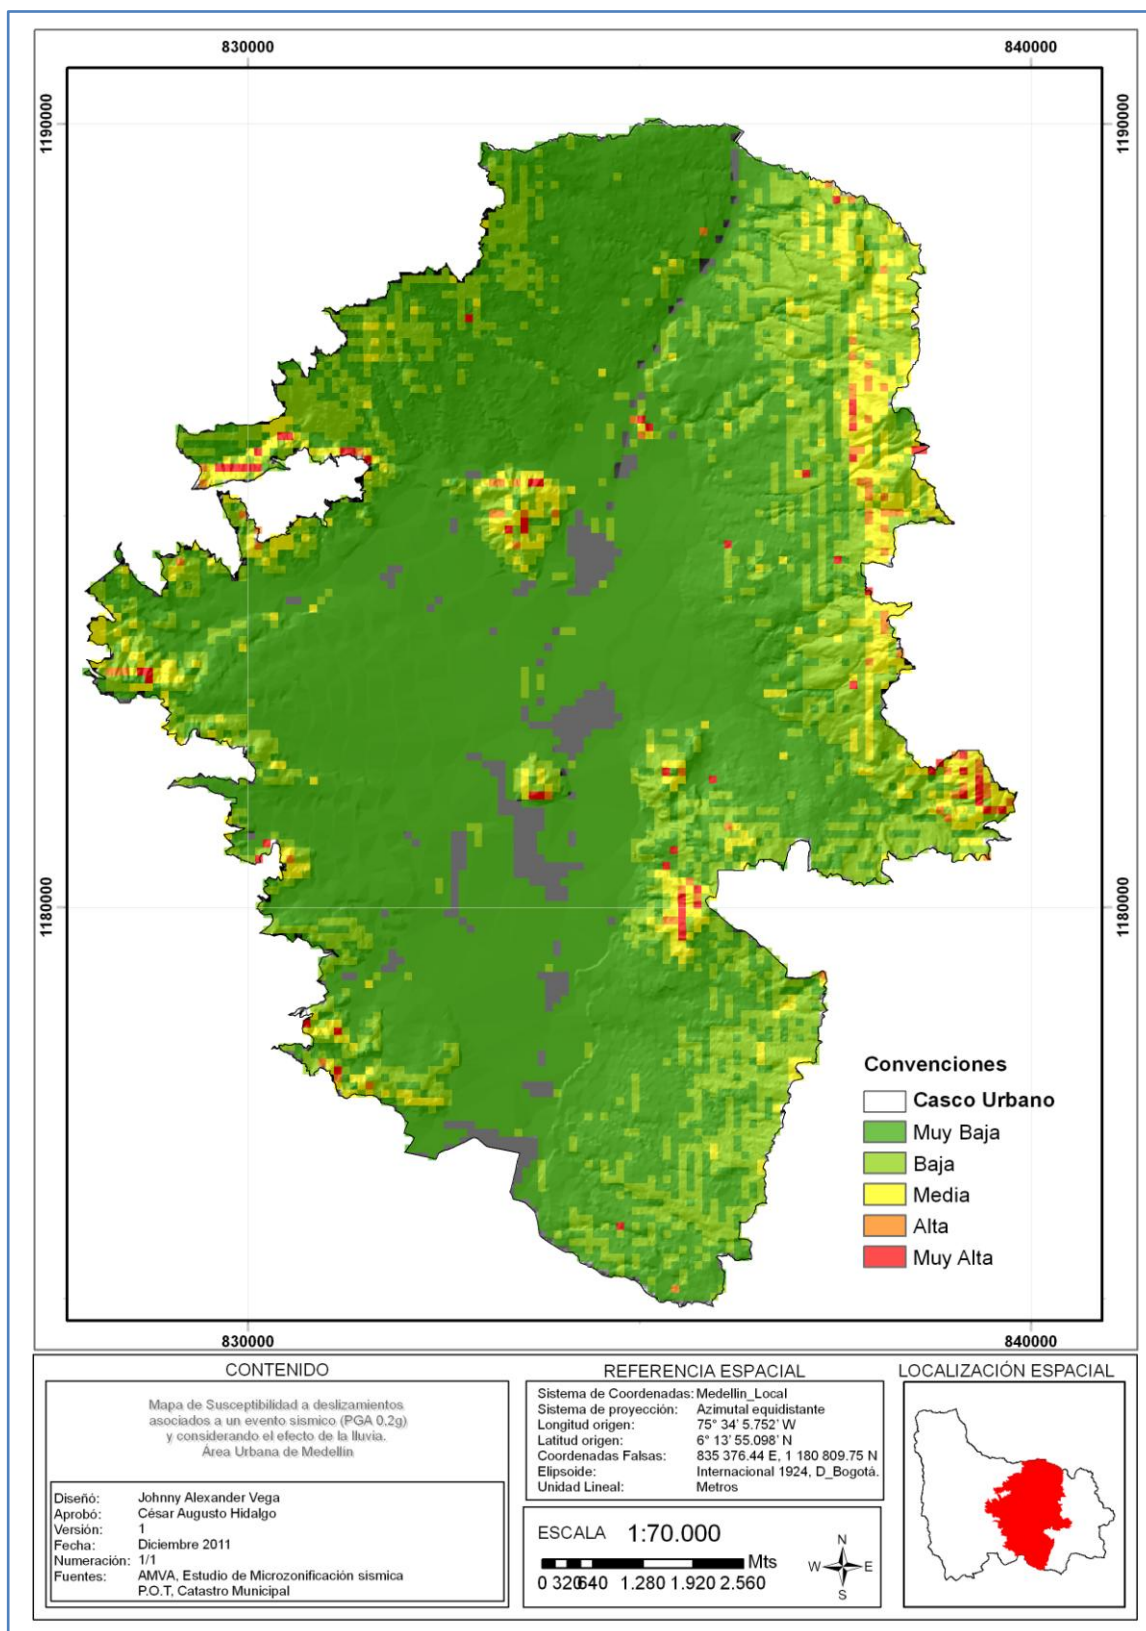 830000
840000
1190000
1190000
1180000
1180000
Convenciones
Casco Urbano
Muy Baja
Baja
Media
Alta
Muy Alta
830000
840000
CONTENIDO
Mapa de Susceptibilidad a deslizamientos
asociados a un evento sismico (PGA 0,2g)
y considerando el efecto de la lluvia.
Área Urbana de Medellín
Diseñó: Johnny Alexander Vega
Aprobó: César Augusto Hidalgo
Versión: 1
Fecha: Diciembre 2011
Numeración: 1/1
Fuentes: AMVA, Estudio de Microzonificación sismica
P.O.T, Catastro Municipal
REFERENCIA ESPACIAL
Sistema de Coordenadas: Medellin_Local
Sistema de proyección: Azimutal equidistante
Longitud origen: 75° 34' 5.752' W
Latitud origen: 6° 13' 55.098' N
Coordenadas Falsas: 835 376.44 E, 1 180 809.75 N
Elipsoide: Internacional 1924, D_Bogotá.
Unidad Lineal: Metros
ESCALA 1:70.000
Mts
0 320 640 1.280 1.920 2.560
N
W E
S
LOCALIZACIÓN ESPACIAL